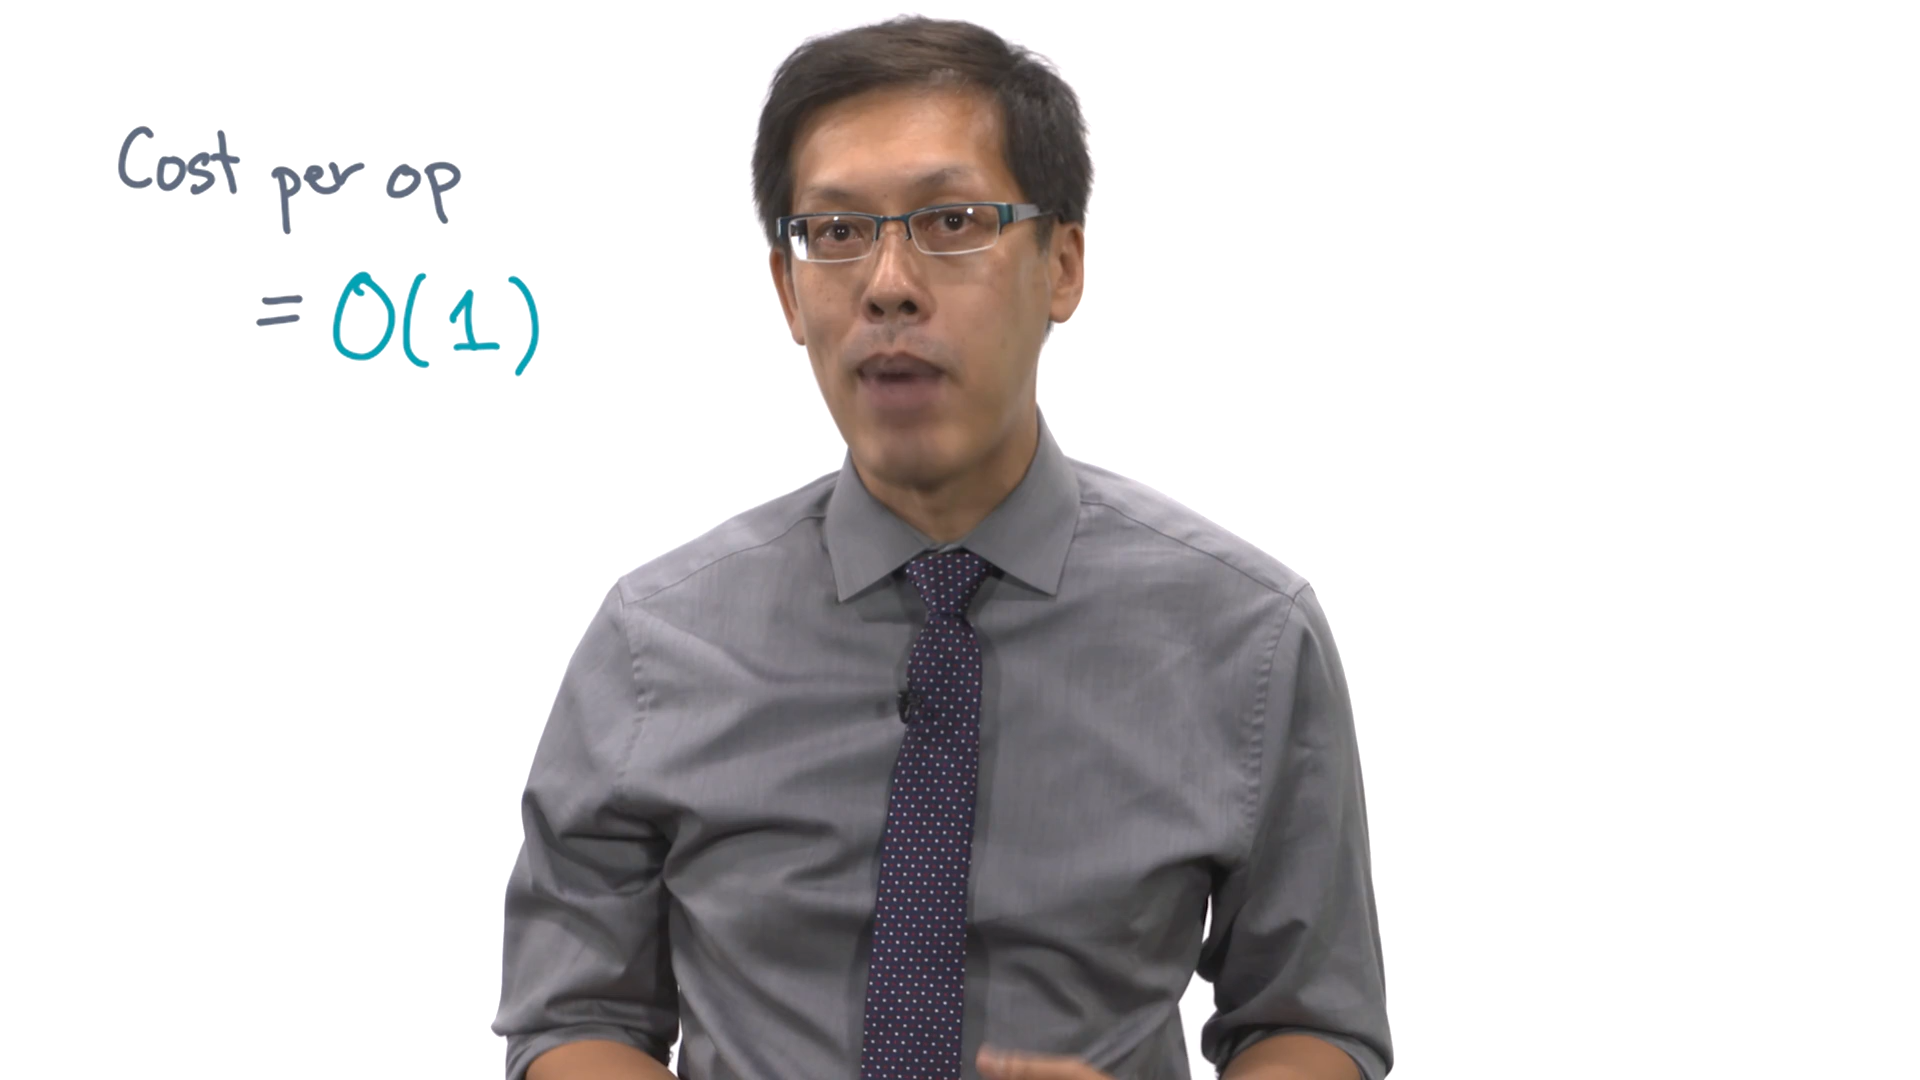 Cost per op
= O(1)